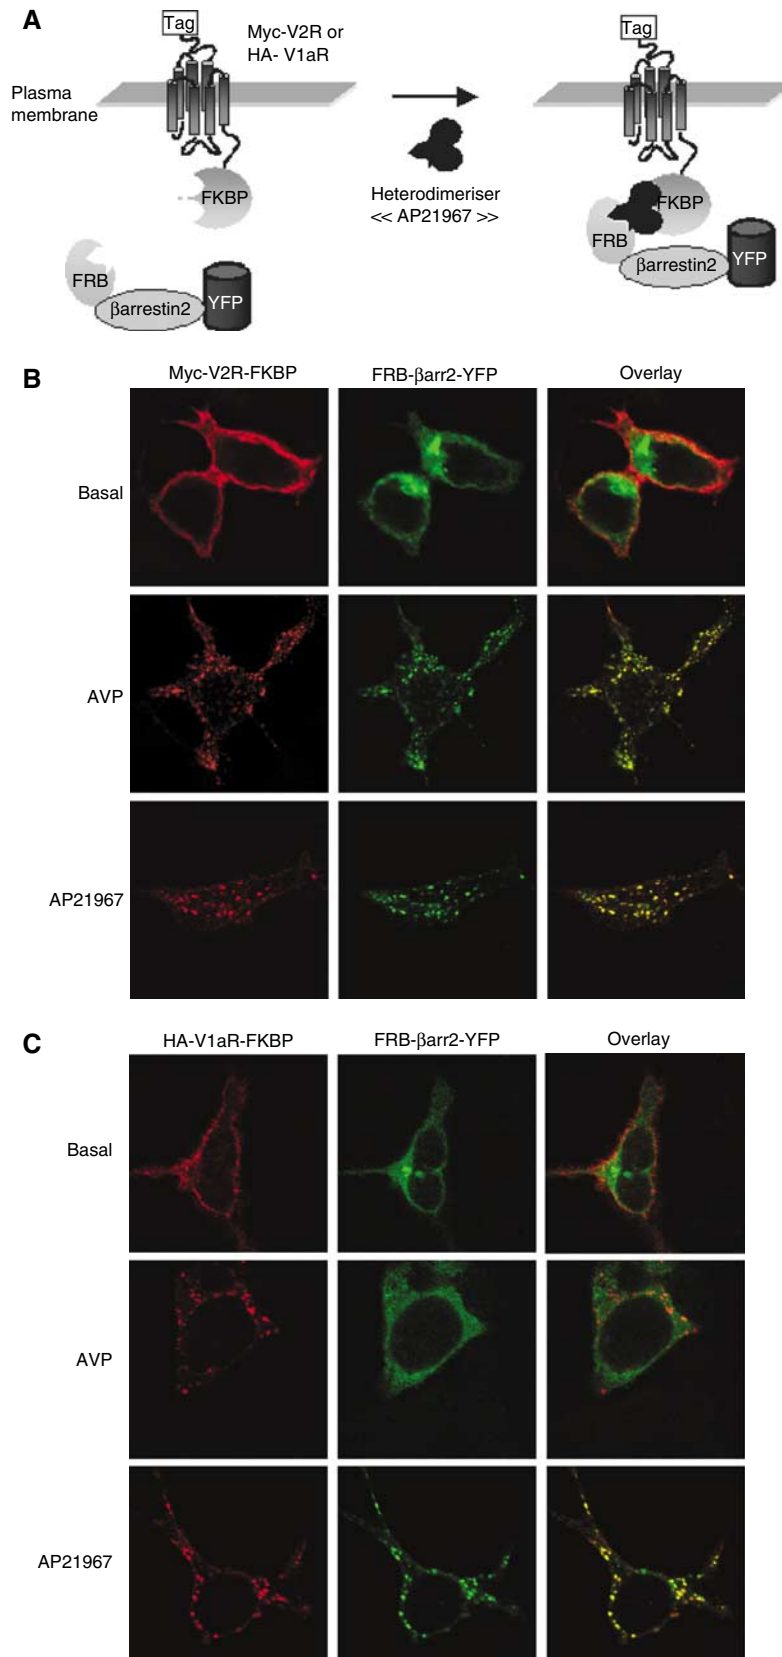 A
Tag
Myc-V2R or
HA- V1aR
Plasma
membrane
FKBP
FRB
βarrestin2
YFP
Heterodimeriser
<< AP21967 >>
Tag
FKBP
FRB
βarrestin2
YFP
B
Myc-V2R-FKBP
FRB-βarr2-YFP
Overlay
Basal
AVP
AP21967
C
HA-V1aR-FKBP
FRB-βarr2-YFP
Overlay
Basal
AVP
AP21967